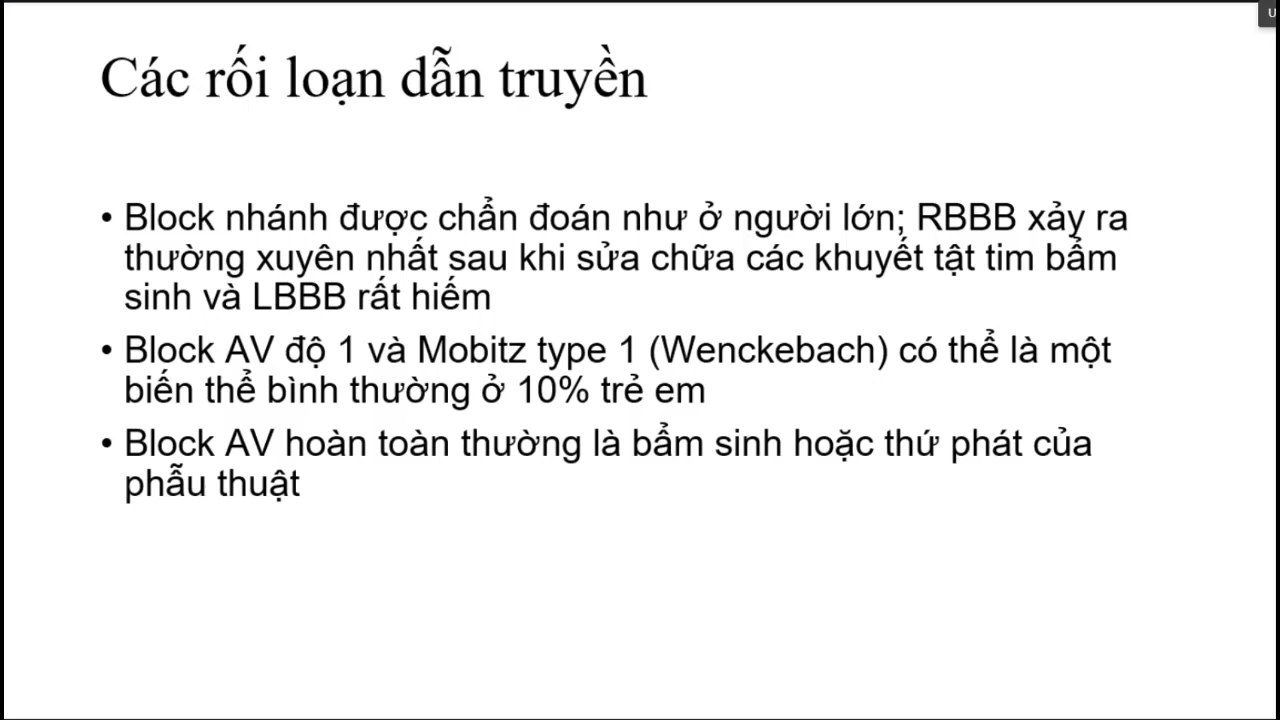 Các rối loạn dẫn truyền
• Block nhánh được chẩn đoán như ở người lớn; RBBB xảy ra
thường xuyên nhất sau khi sửa chữa các khuyết tật tim bẩm
sinh và LBBB rất hiếm
• Block AV độ 1 và Mobitz type 1 (Wenckebach) có thể là một
biến thể bình thường ở 10% trẻ em
• Block AV hoàn toàn thường là bẩm sinh hoặc thứ phát của
phẫu thuật